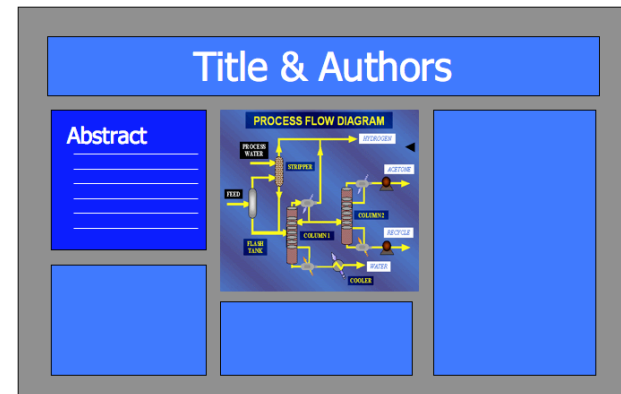 Title & Authors
Abstract
PROCESS FLOW DIAGRAM
HYDROGEN
PROCESS
WATER
STRIPPER
ACETONE
FEED
COLUMN 2
COLUMN 1
RECYCLE
FLASH
TANK
WATER
COOLER